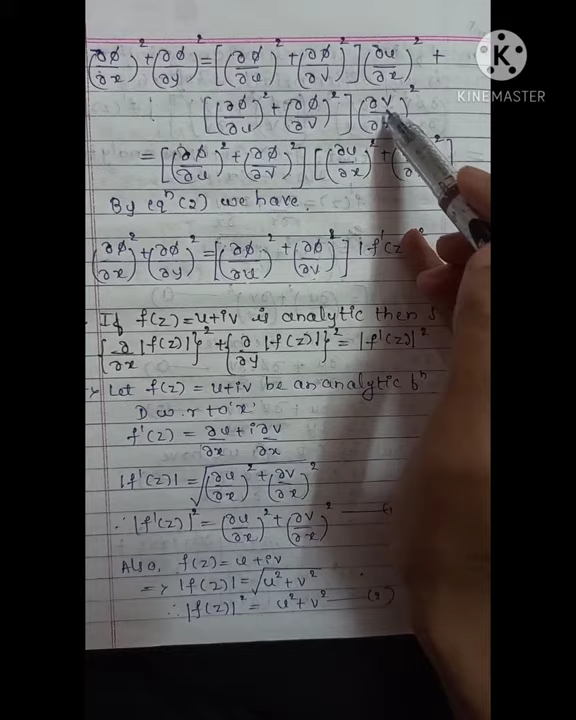 (∂φ/∂x)² + (∂φ/∂y)² = [(∂φ/∂u)² + (∂φ/∂v)²] (∂u/∂x)² +
KINEMASTER
[(∂φ/∂u)² + (∂φ/∂v)²] (∂v/∂)²
= [(∂φ/∂u)² + (∂φ/∂v)²] [(∂u/∂x)² + (]
By eqⁿ (2) we have.
(∂φ/∂x)² + (∂φ/∂y)² = [(∂φ/∂u)² + (∂φ/∂v)²] |f'(z ²
If f(z) = u+iv is analytic then
{∂/∂x |f(z)|}² + {∂/∂y |f(z)|}² = |f'(z)|²
Let f(z) = u+iv be an analytic fⁿ
D w.r to 'x'
f'(z) = ∂u/∂x + i∂v/∂x
|f'(z)| = √(∂u/∂x)² + (∂v/∂x)²
∴ |f'(z)|² = (∂u/∂x)² + (∂v/∂x)² —
Also, f(z) = u+iv
=> |f(z)| = √u²+v²
∴ |f(z)|² = u²+v² — (2)